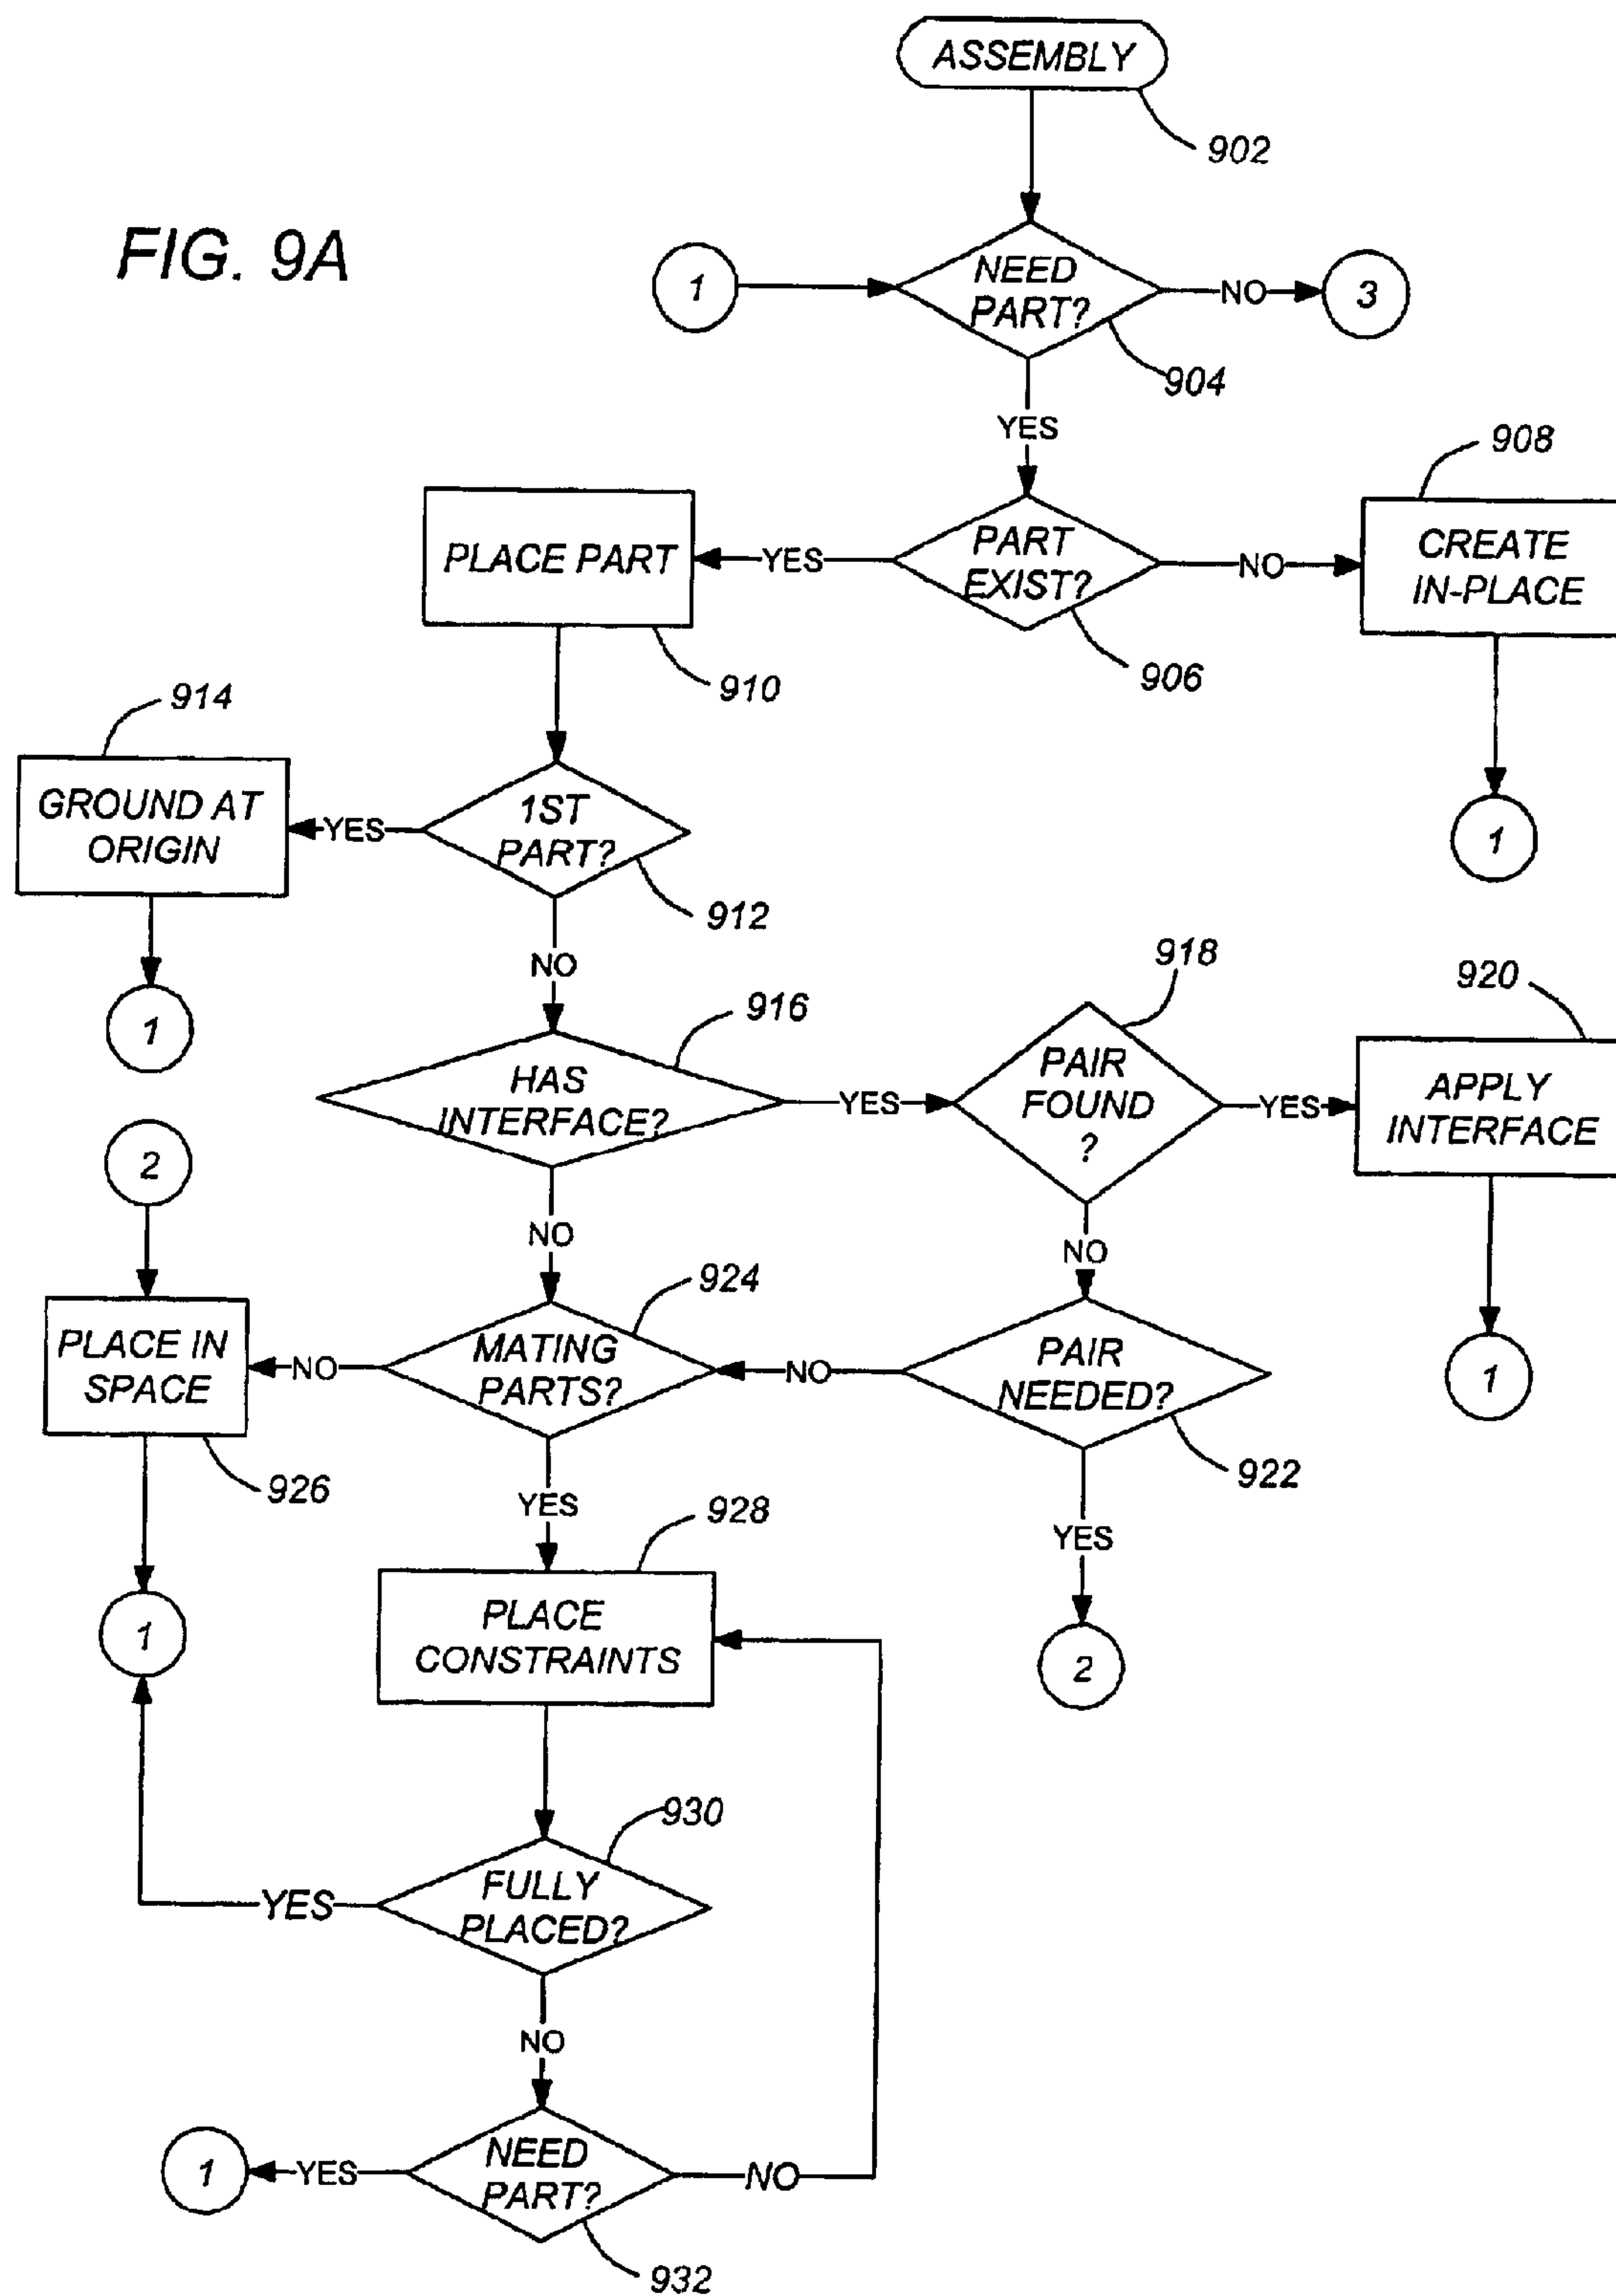 ASSEMBLY
902
FIG. 9A
1
NEED
PART?
NO
3
904
YES
908
PLACE PART
YES
PART
EXIST?
NO
CREATE
IN-PLACE
906
910
914
GROUND AT
ORIGIN
YES
1ST
PART?
1
912
918
920
NO
1
916
HAS
INTERFACE?
YES
PAIR
FOUND
?
YES
APPLY
INTERFACE
2
NO
NO
924
PLACE IN
SPACE
NO
MATING
PARTS?
NO
PAIR
NEEDED?
1
922
926
YES
928
YES
1
PLACE
CONSTRAINTS
2
930
YES
FULLY
PLACED?
NO
1
YES
NEED
PART?
NO
932